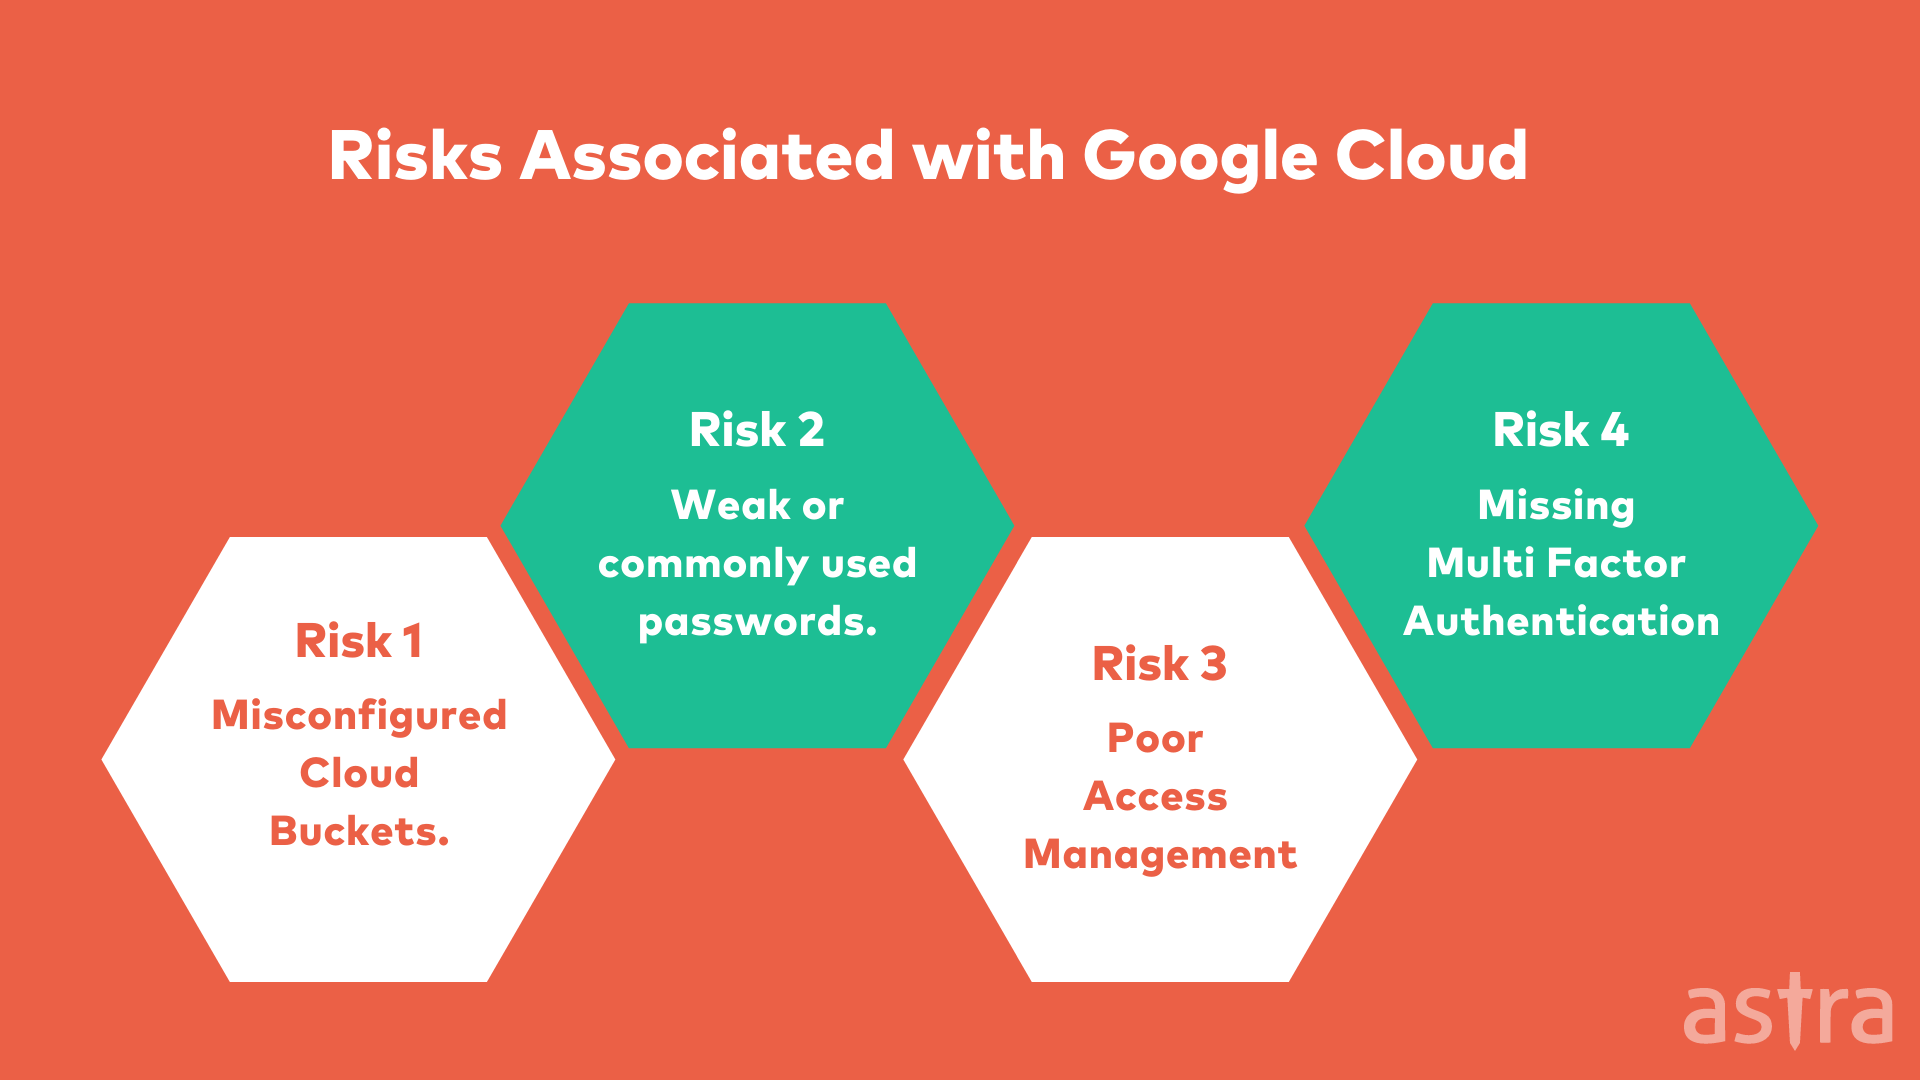 Risks Associated with Google Cloud
Risk 1
Misconfigured
Cloud
Buckets.
Risk 2
Weak or
commonly used
passwords.
Risk 3
Poor
Access
Management
Risk 4
Missing
Multi Factor
Authentication
astra